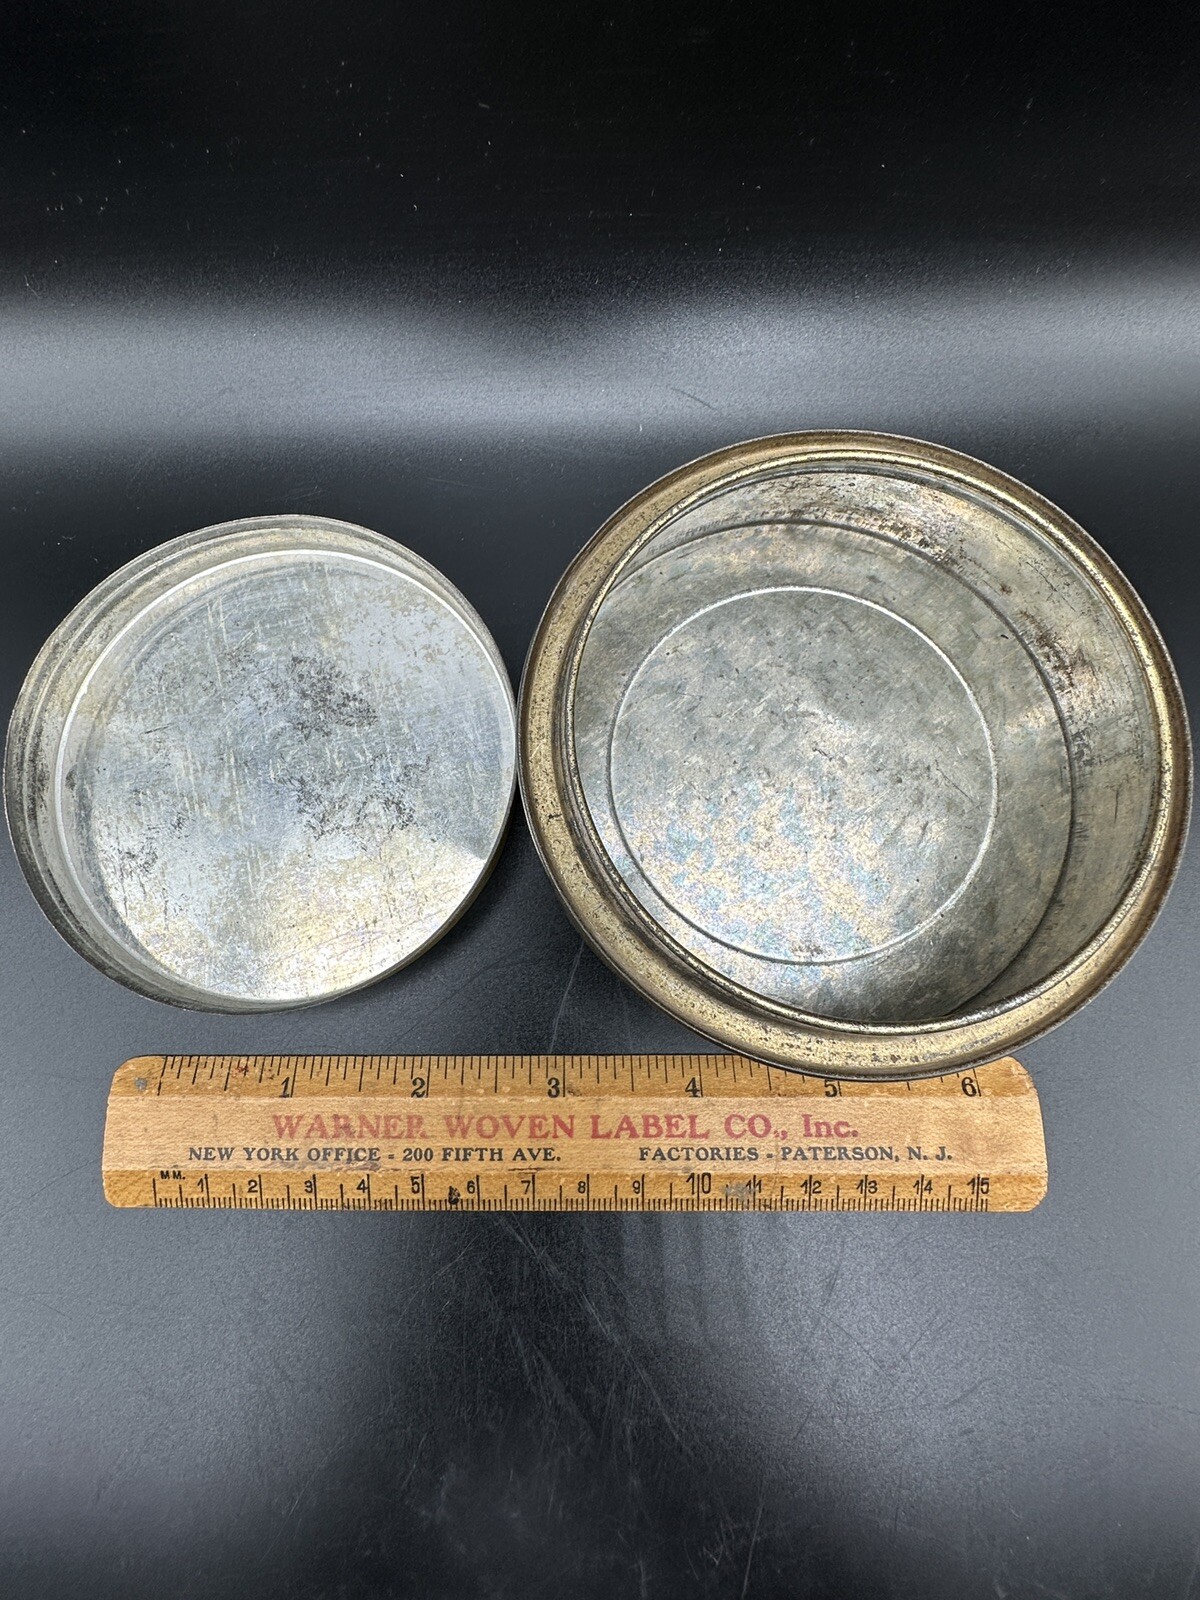 1 2 3 4 5 6
WARNER WOVEN LABEL CO., Inc.
NEW YORK OFFICE - 200 FIFTH AVE. FACTORIES - PATERSON, N. J.
MM. 1 2 3 4 5 6 7 8 9 10 11 12 13 14 15